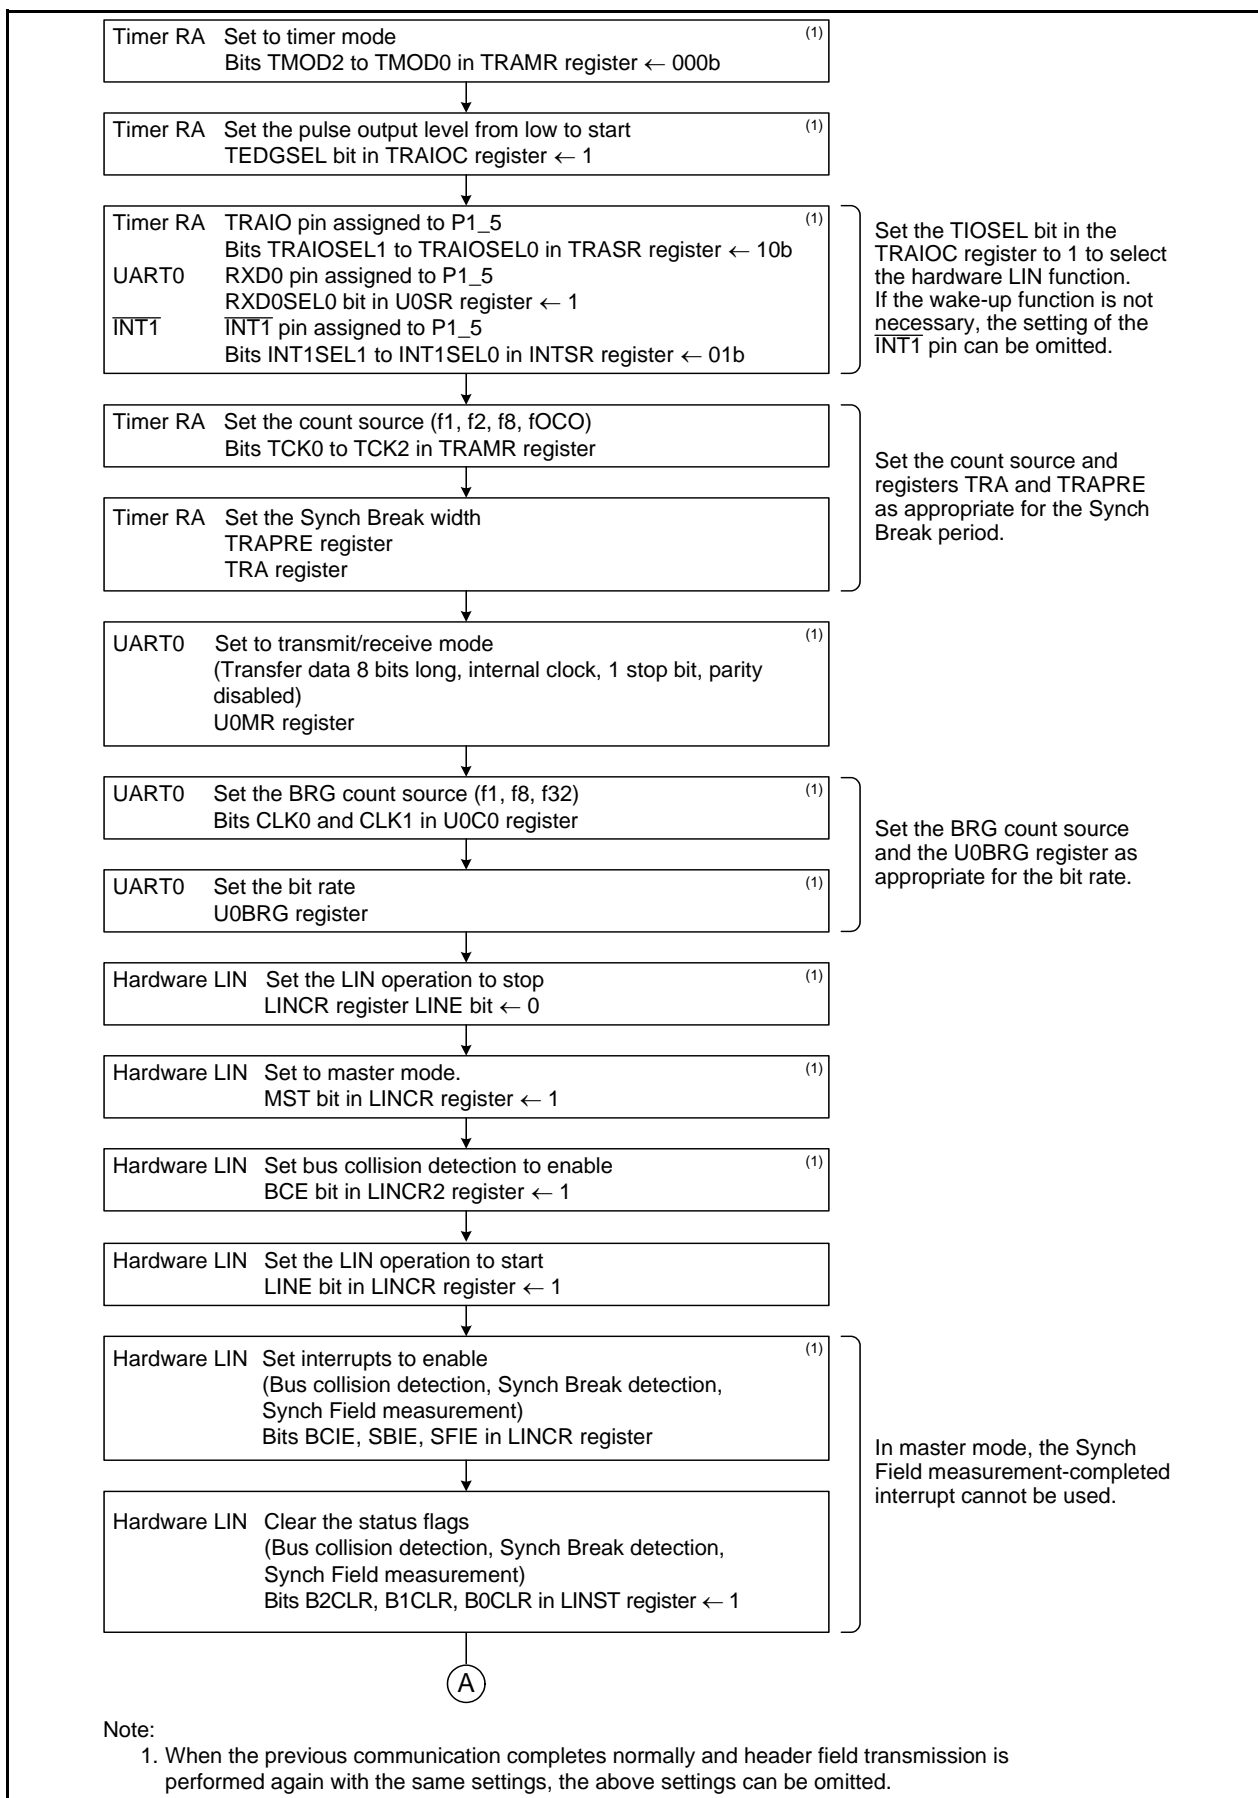 Timer RA Set to timer mode (1)
Bits TMOD2 to TMOD0 in TRAMR register ← 000b
Timer RA Set the pulse output level from low to start (1)
TEDGSEL bit in TRAIOC register ← 1
Timer RA TRAIO pin assigned to P1_5 (1)
Bits TRAIOSEL1 to TRAIOSEL0 in TRASR register ← 10b
UART0 RXD0 pin assigned to P1_5
RXD0SEL0 bit in U0SR register ← 1
INT1 INT1 pin assigned to P1_5
Bits INT1SEL1 to INT1SEL0 in INTSR register ← 01b
Set the TIOSEL bit in the
TRAIOC register to 1 to select
the hardware LIN function.
If the wake-up function is not
necessary, the setting of the
INT1 pin can be omitted.
Timer RA Set the count source (f1, f2, f8, fOCO)
Bits TCK0 to TCK2 in TRAMR register
Timer RA Set the Synch Break width
TRAPRE register
TRA register
Set the count source and
registers TRA and TRAPRE
as appropriate for the Synch
Break period.
UART0 Set to transmit/receive mode (1)
(Transfer data 8 bits long, internal clock, 1 stop bit, parity
disabled)
U0MR register
UART0 Set the BRG count source (f1, f8, f32) (1)
Bits CLK0 and CLK1 in U0C0 register
UART0 Set the bit rate (1)
U0BRG register
Set the BRG count source
and the U0BRG register as
appropriate for the bit rate.
Hardware LIN Set the LIN operation to stop (1)
LINCR register LINE bit ← 0
Hardware LIN Set to master mode. (1)
MST bit in LINCR register ← 1
Hardware LIN Set bus collision detection to enable (1)
BCE bit in LINCR2 register ← 1
Hardware LIN Set the LIN operation to start
LINE bit in LINCR register ← 1
Hardware LIN Set interrupts to enable (1)
(Bus collision detection, Synch Break detection,
Synch Field measurement)
Bits BCIE, SBIE, SFIE in LINCR register
Hardware LIN Clear the status flags
(Bus collision detection, Synch Break detection,
Synch Field measurement)
Bits B2CLR, B1CLR, B0CLR in LINST register ← 1
In master mode, the Synch
Field measurement-completed
interrupt cannot be used.
A
Note:
1. When the previous communication completes normally and header field transmission is
performed again with the same settings, the above settings can be omitted.